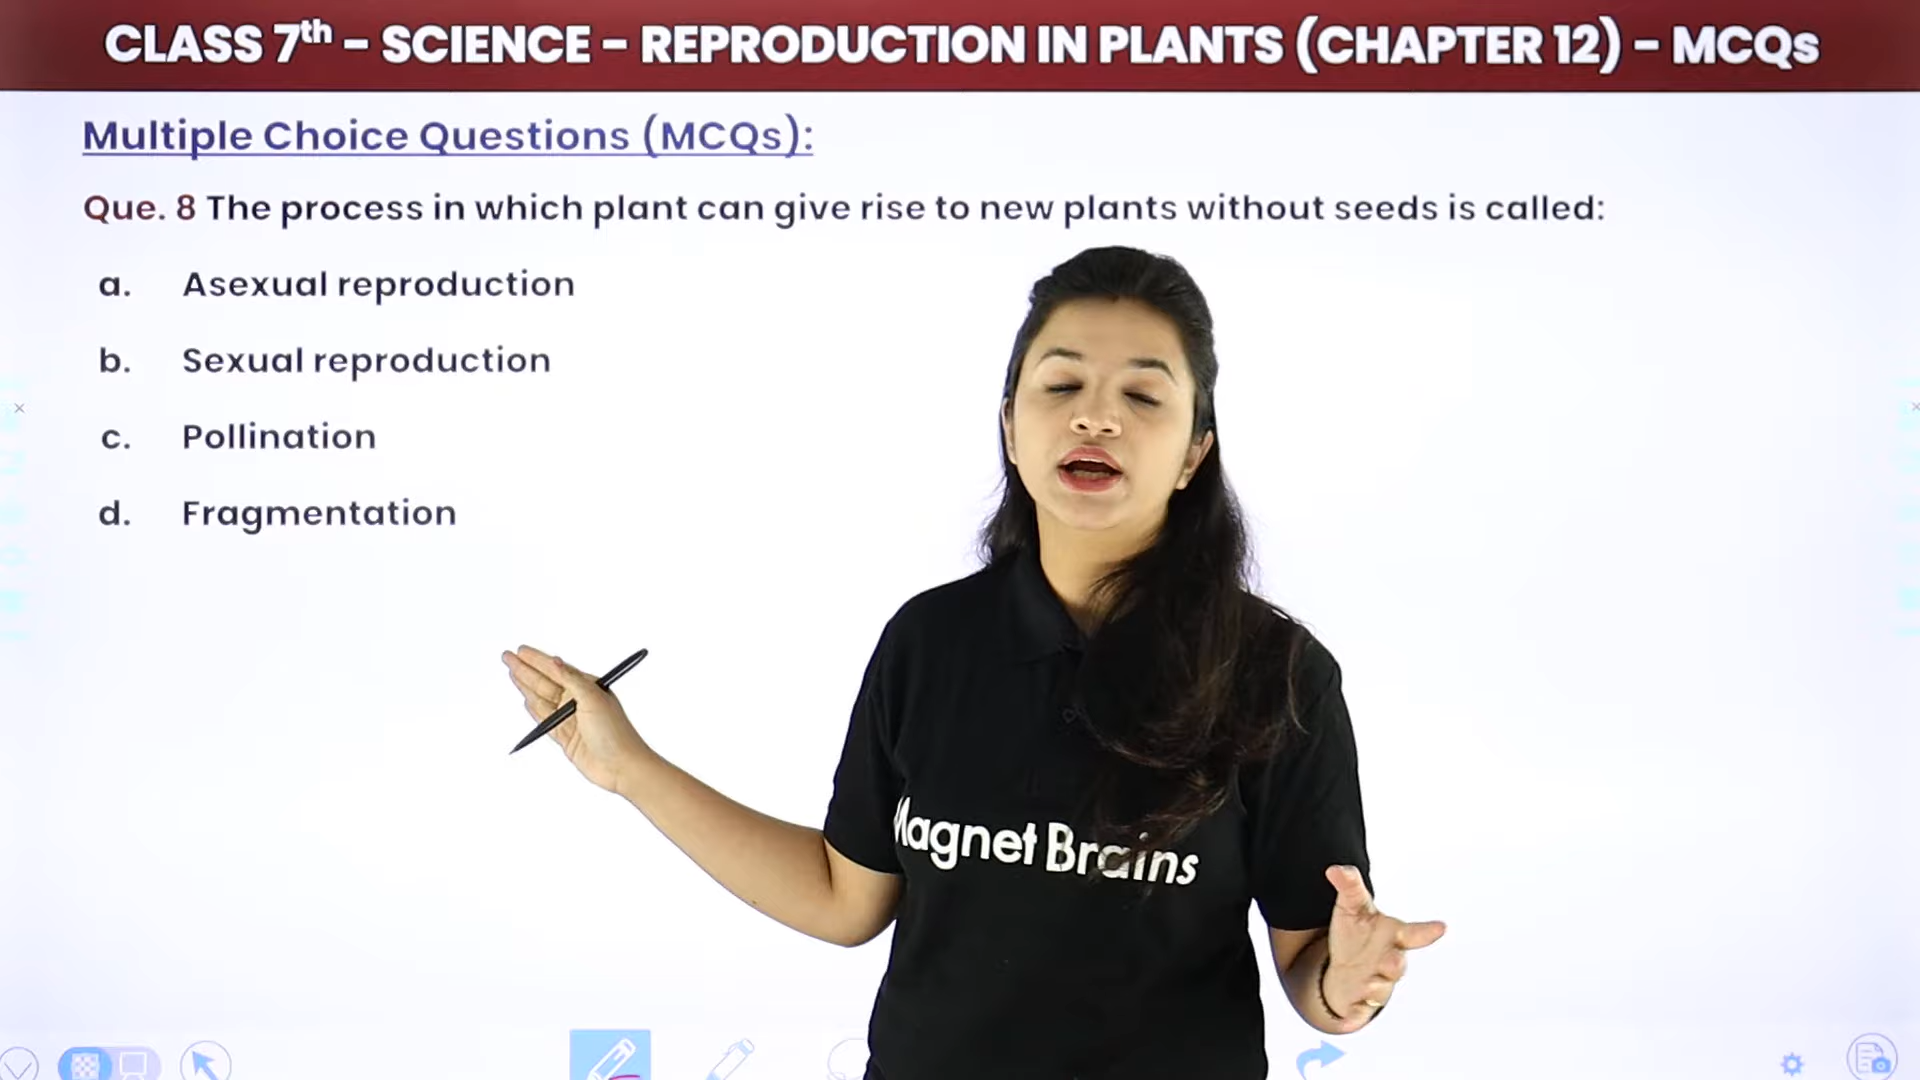 CLASS 7th – SCIENCE – REPRODUCTION IN PLANTS (CHAPTER 12) – MCQs
Multiple Choice Questions (MCQs):
Que. 8 The process in which plant can give rise to new plants without seeds is called:
a. Asexual reproduction
b. Sexual reproduction
c. Pollination
d. Fragmentation
Magnet Brains